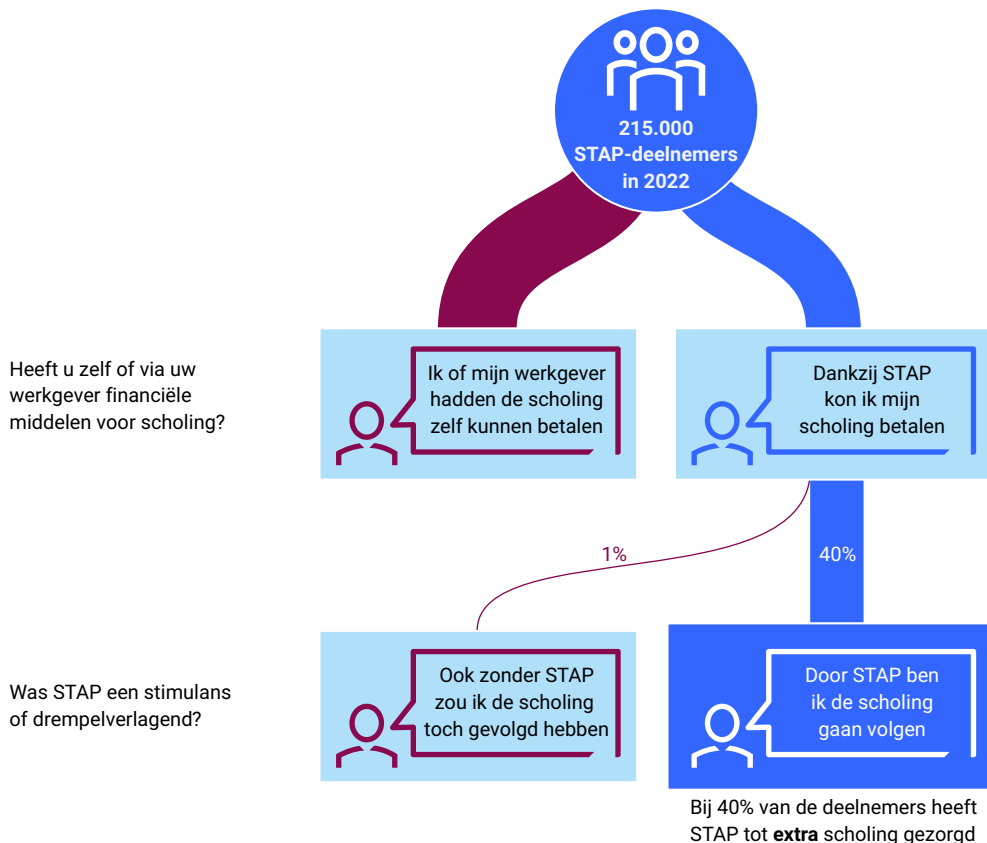 215.000
STAP-deelnemers
in 2022
Heeft u zelf of via uw
werkgever financiële
middelen voor scholing?
Ik of mijn werkgever
hadden de scholing
zelf kunnen betalen
Dankzij STAP
kon ik mijn
scholing betalen
1%
40%
Was STAP een stimulans
of drempelverlagend?
Ook zonder STAP
zou ik de scholing
toch gevolgd hebben
Door STAP ben
ik de scholing
gaan volgen
Bij 40% van de deelnemers heeft
STAP tot extra scholing gezorgd